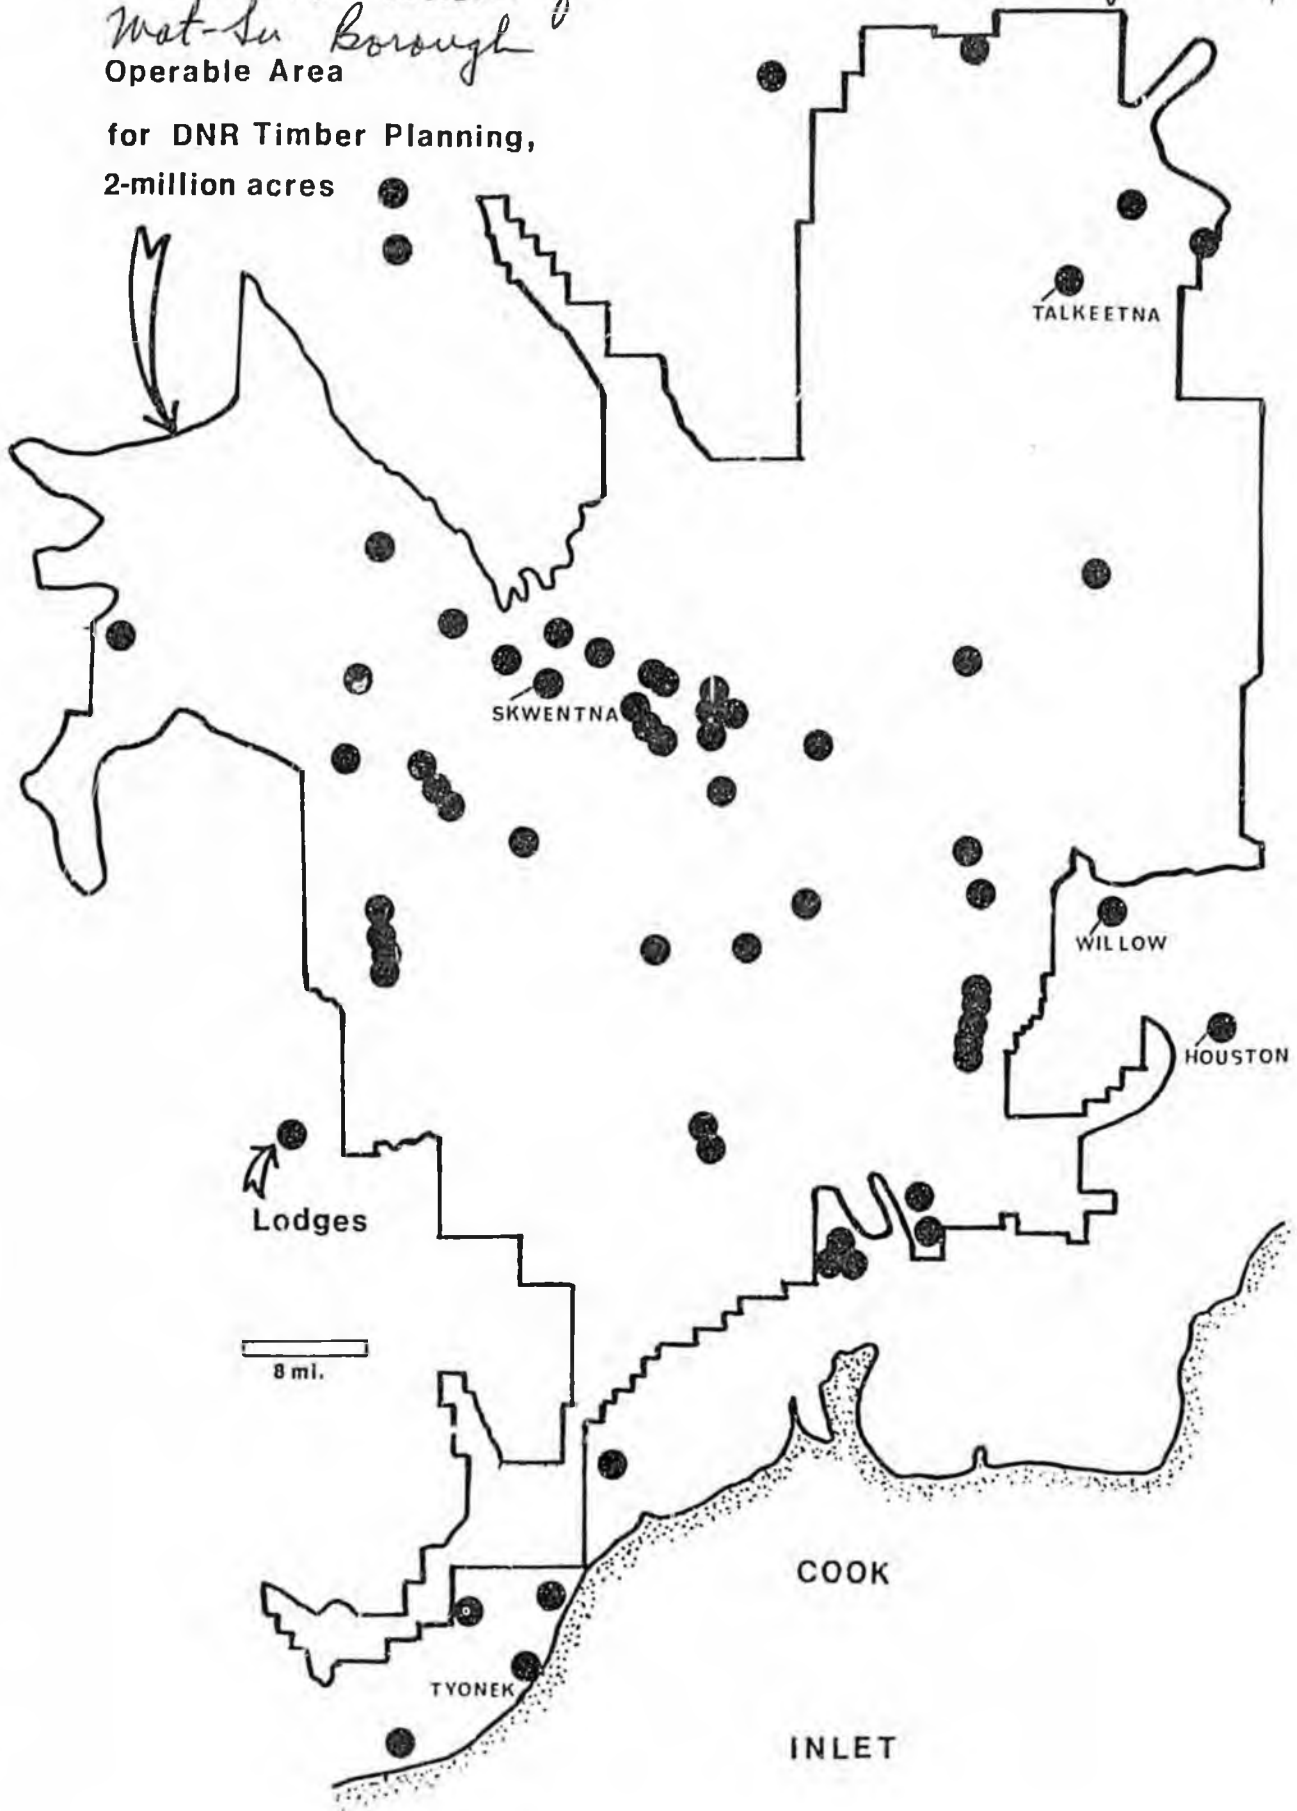 Mat-Su Borough
Operable Area
for DNR Timber Planning,
2-million acres
TALKEETNA
SKWENTNA
WILLOW
HOUSTON
Lodges
8 mi.
COOK
TYONEK
INLET